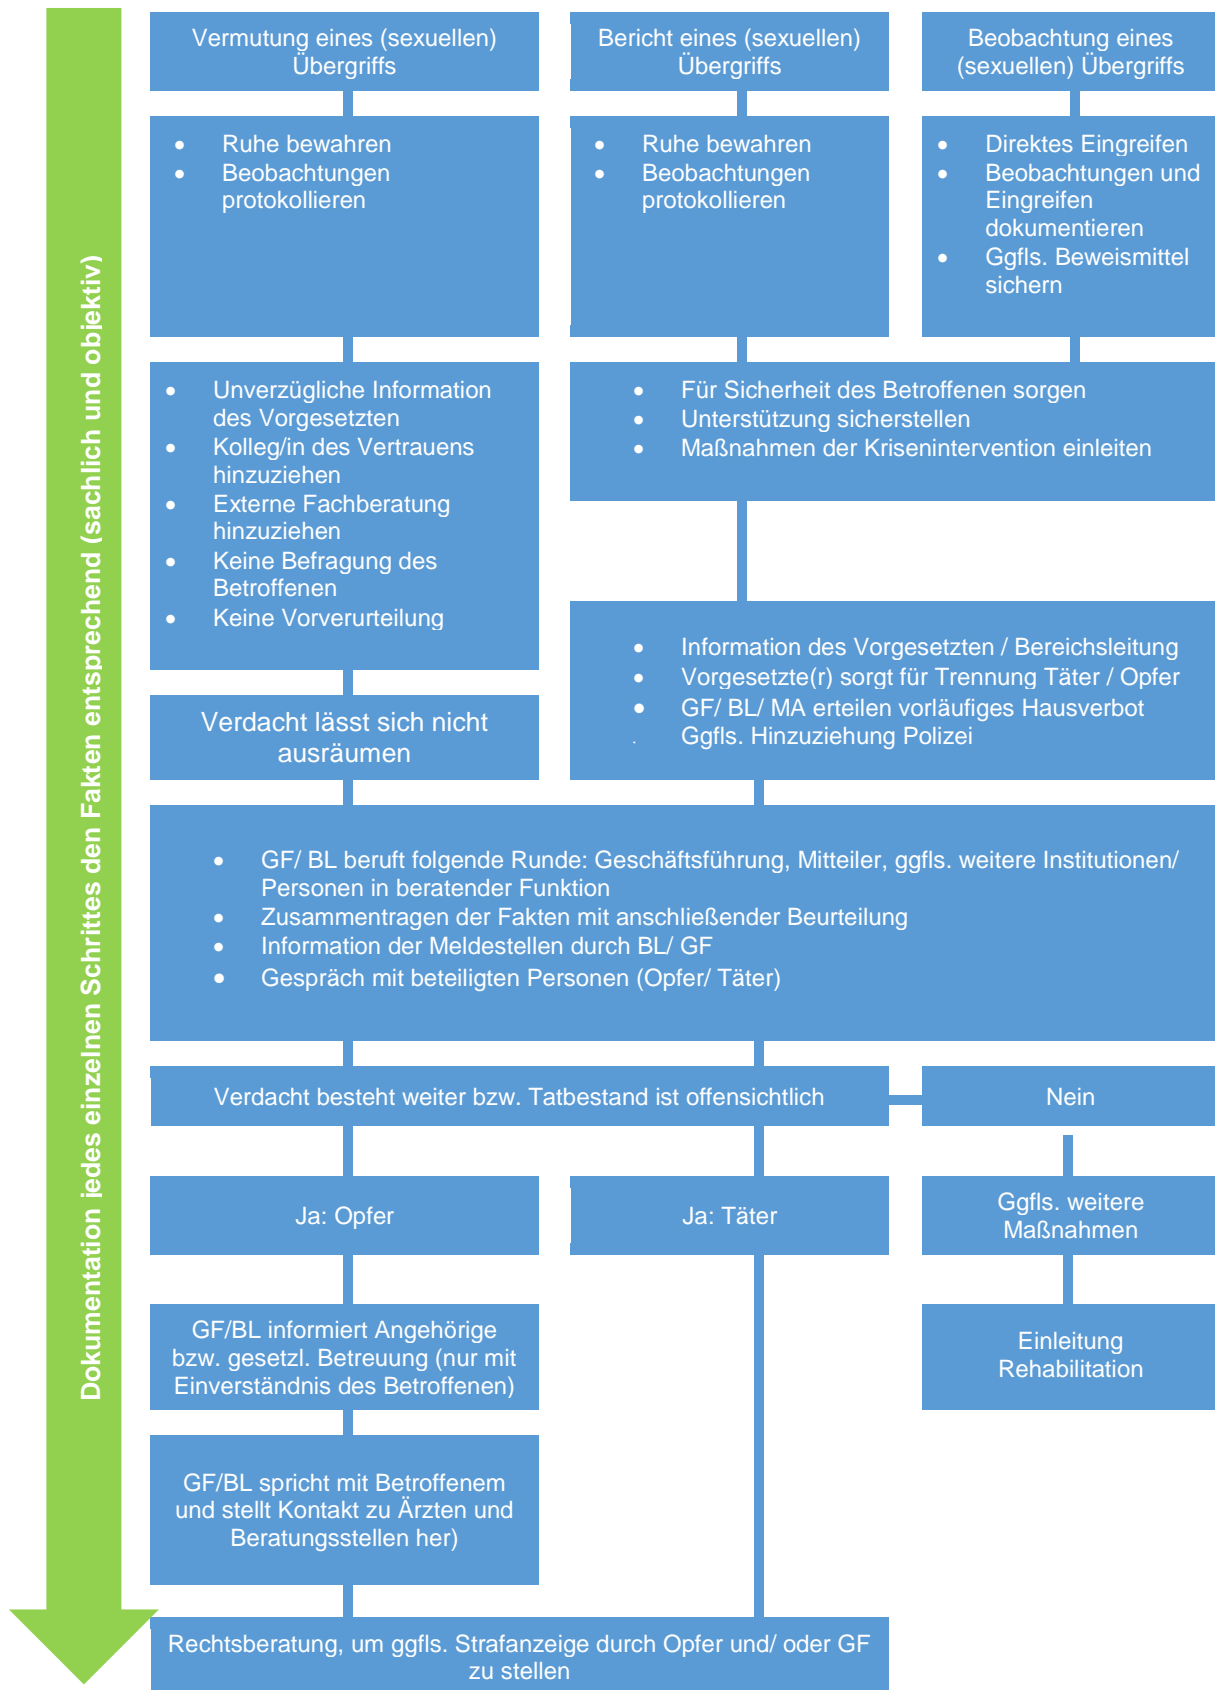 Dokumentation jedes einzelnen Schrittes den Fakten entsprechend (sachlich und objektiv)
Vermutung eines (sexuellen)
Übergriffs
Bericht eines (sexuellen)
Übergriffs
Beobachtung eines
(sexuellen) Übergriffs
• Ruhe bewahren
• Beobachtungen
protokollieren
• Ruhe bewahren
• Beobachtungen
protokollieren
• Direktes Eingreifen
• Beobachtungen und
Eingreifen
dokumentieren
• Ggfls. Beweismittel
sichern
• Unverzügliche Information
des Vorgesetzten
• Kolleg/in des Vertrauens
hinzuziehen
• Externe Fachberatung
hinzuziehen
• Keine Befragung des
Betroffenen
• Keine Vorverurteilung
• Für Sicherheit des Betroffenen sorgen
• Unterstützung sicherstellen
• Maßnahmen der Krisenintervention einleiten
• Information des Vorgesetzten / Bereichsleitung
• Vorgesetzte(r) sorgt für Trennung Täter / Opfer
• GF/ BL/ MA erteilen vorläufiges Hausverbot
. Ggfls. Hinzuziehung Polizei
Verdacht lässt sich nicht
ausräumen
• GF/ BL beruft folgende Runde: Geschäftsführung, Mitteiler, ggfls. weitere Institutionen/
Personen in beratender Funktion
• Zusammentragen der Fakten mit anschließender Beurteilung
• Information der Meldestellen durch BL/ GF
• Gespräch mit beteiligten Personen (Opfer/ Täter)
Verdacht besteht weiter bzw. Tatbestand ist offensichtlich
Nein
Ja: Opfer
Ja: Täter
Ggfls. weitere
Maßnahmen
GF/BL informiert Angehörige
bzw. gesetzl. Betreuung (nur mit
Einverständnis des Betroffenen)
Einleitung
Rehabilitation
GF/BL spricht mit Betroffenem
und stellt Kontakt zu Ärzten und
Beratungsstellen her)
Rechtsberatung, um ggfls. Strafanzeige durch Opfer und/ oder GF
zu stellen